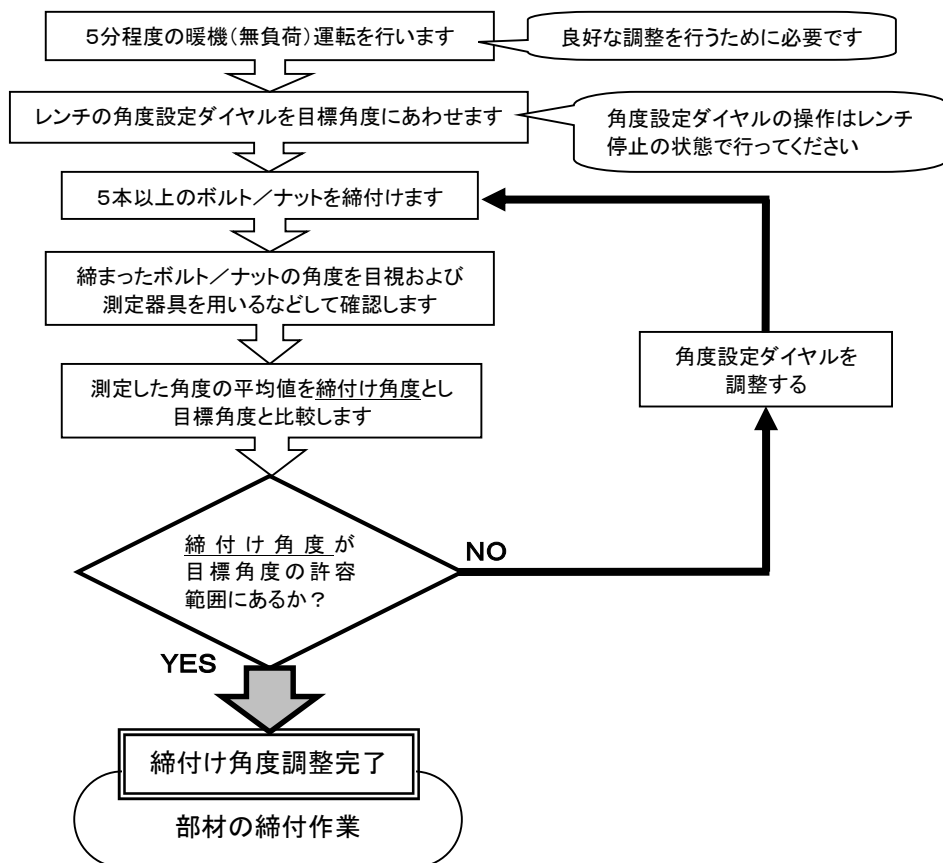 5分程度の暖機(無負荷)運転を行います
良好な調整を行うために必要です
レンチの角度設定ダイヤルを目標角度にあわせます
角度設定ダイヤルの操作はレンチ
停止の状態で行ってください
5本以上のボルト/ナットを締付けます
締まったボルト/ナットの角度を目視および
測定器具を用いるなどして確認します
角度設定ダイヤルを
調整する
測定した角度の平均値を締付け角度とし
目標角度と比較します
締付け角度が
目標角度の許容
範囲にあるか?
NO
YES
締付け角度調整完了
部材の締付作業